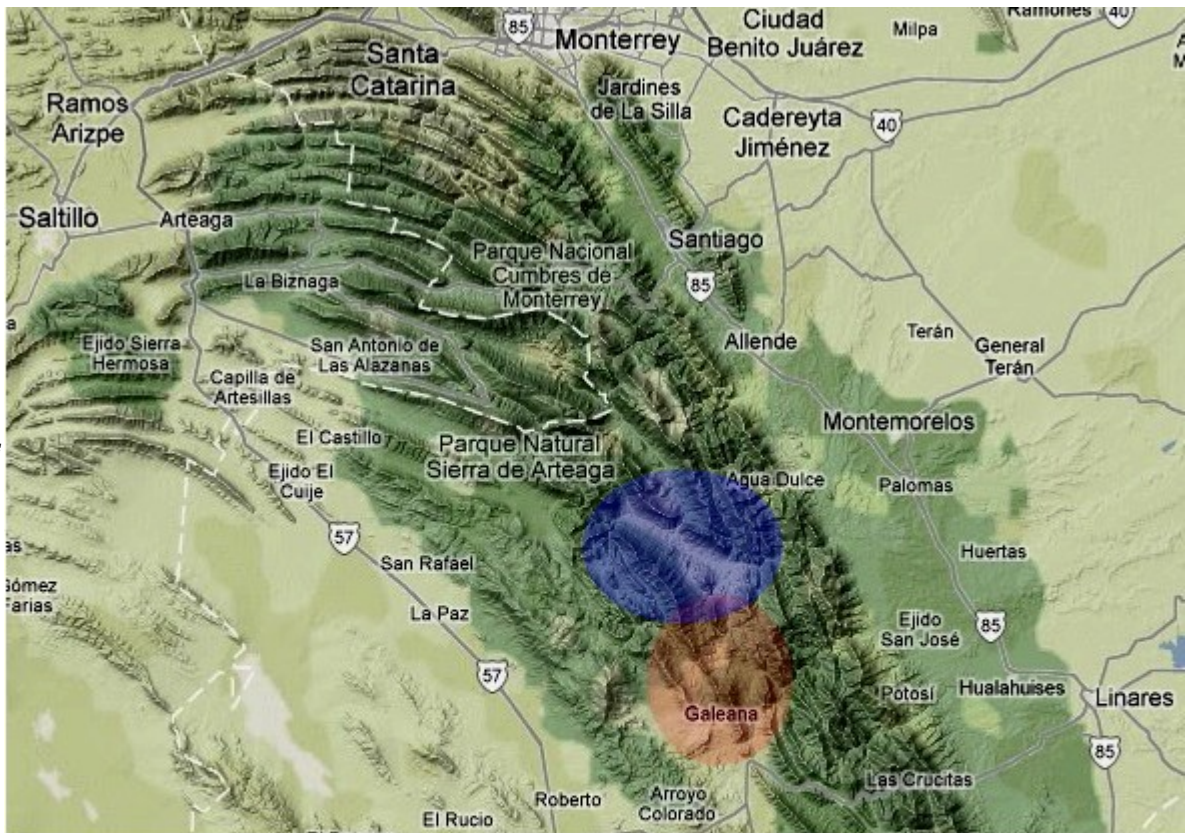 Ramones
40
85
Monterrey
Ciudad
Benito Juárez
Milpa
Santa
Catarina
Jardines
de La Silla
Ramos
Arizpe
Cadereyta
Jiménez
40
Saltillo
Arteaga
Santiago
Parque Nacional
Cumbres de
Monterrey
La Biznaga
85
Ejido Sierra
Hermosa
San Antonio de
Las Alazanas
Allende
Terán
General
Terán
Capilla de
Artesillas
Montemorelos
El Castillo
Parque Natural
Sierra de Arteaga
Ejido El
Cuije
Agua Dulce
Palomas
57
San Rafael
Huertas
Gómez
Farias
La Paz
Ejido
San José
85
57
Potosí
Hualahuises
Linares
Galeana
85
Las Crucitas
Roberto
Arroyo
Colorado
El Rucio